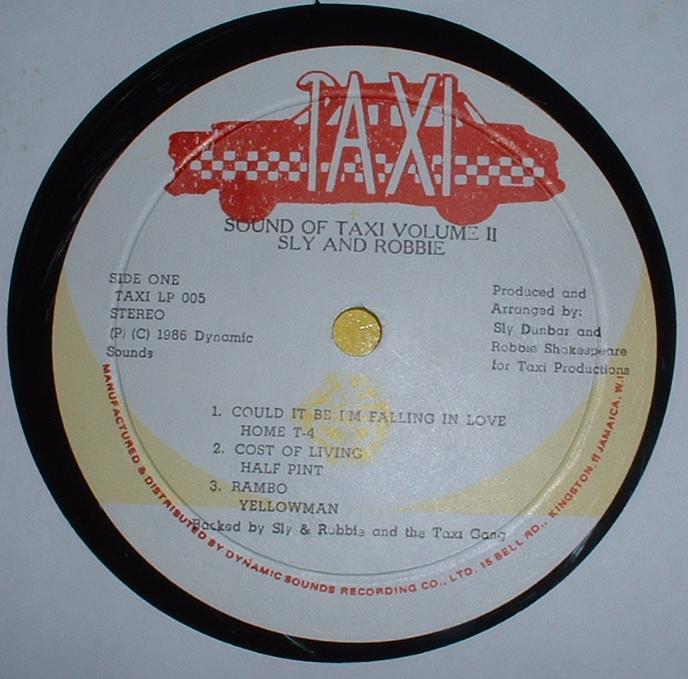 TAXI
SOUND OF TAXI VOLUME II
SLY AND ROBBIE
SIDE ONE
TAXI LP 005
STEREO
(P) (C) 1986 Dynamic
Sounds
Produced and
Arranged by:
Sly Dunbar and
Robbie Shakespeare
for Taxi Productions
1. COULD IT BE I'M FALLING IN LOVE
HOME T-4
2. COST OF LIVING
HALF PINT
3. RAMBO
YELLOWMAN
Backed by Sly & Robbie and the Taxi Gang
MANUFACTURED & DISTRIBUTED BY DYNAMIC SOUNDS RECORDING CO., LTD. 15 BELL RD., KINGSTON, 11 JAMAICA, W.I